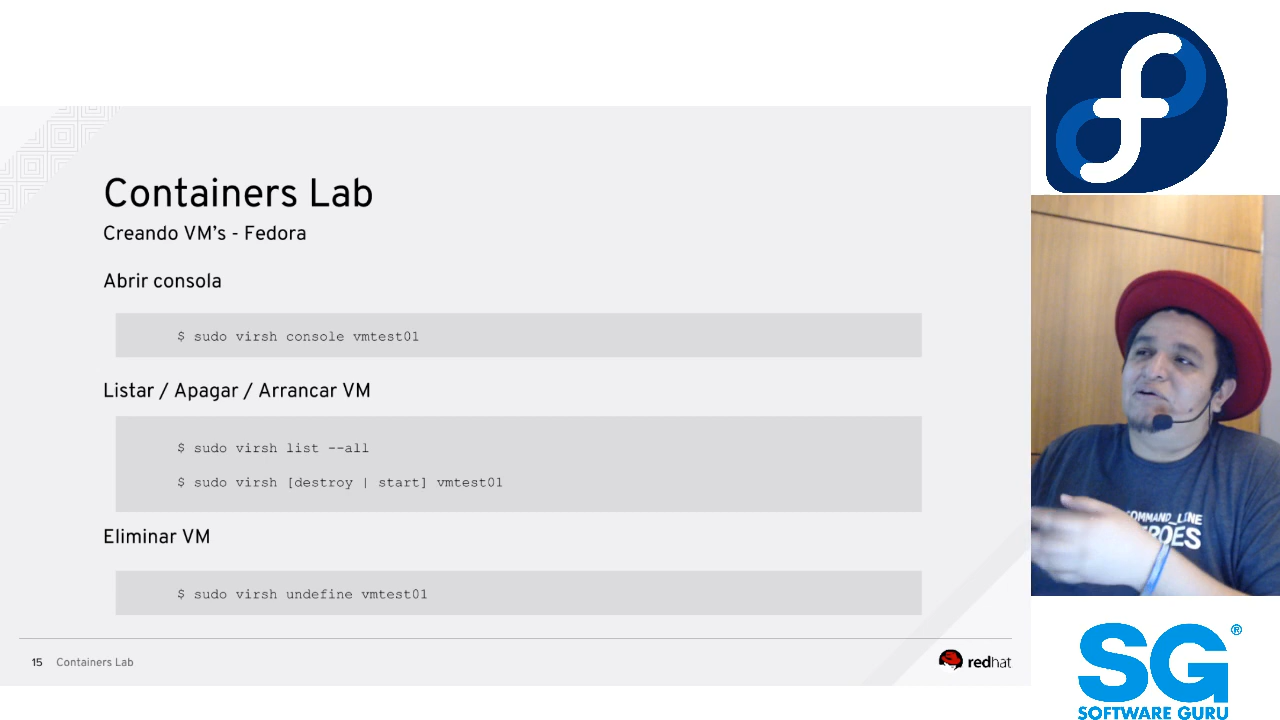 Containers Lab
Creando VM's - Fedora
Abrir consola
$ sudo virsh console vmtest01
Listar / Apagar / Arrancar VM
$ sudo virsh list --all
$ sudo virsh [destroy | start] vmtest01
Eliminar VM
$ sudo virsh undefine vmtest01
15 Containers Lab
redhat
COMMAND_LINE
SG®
SOFTWARE GURU